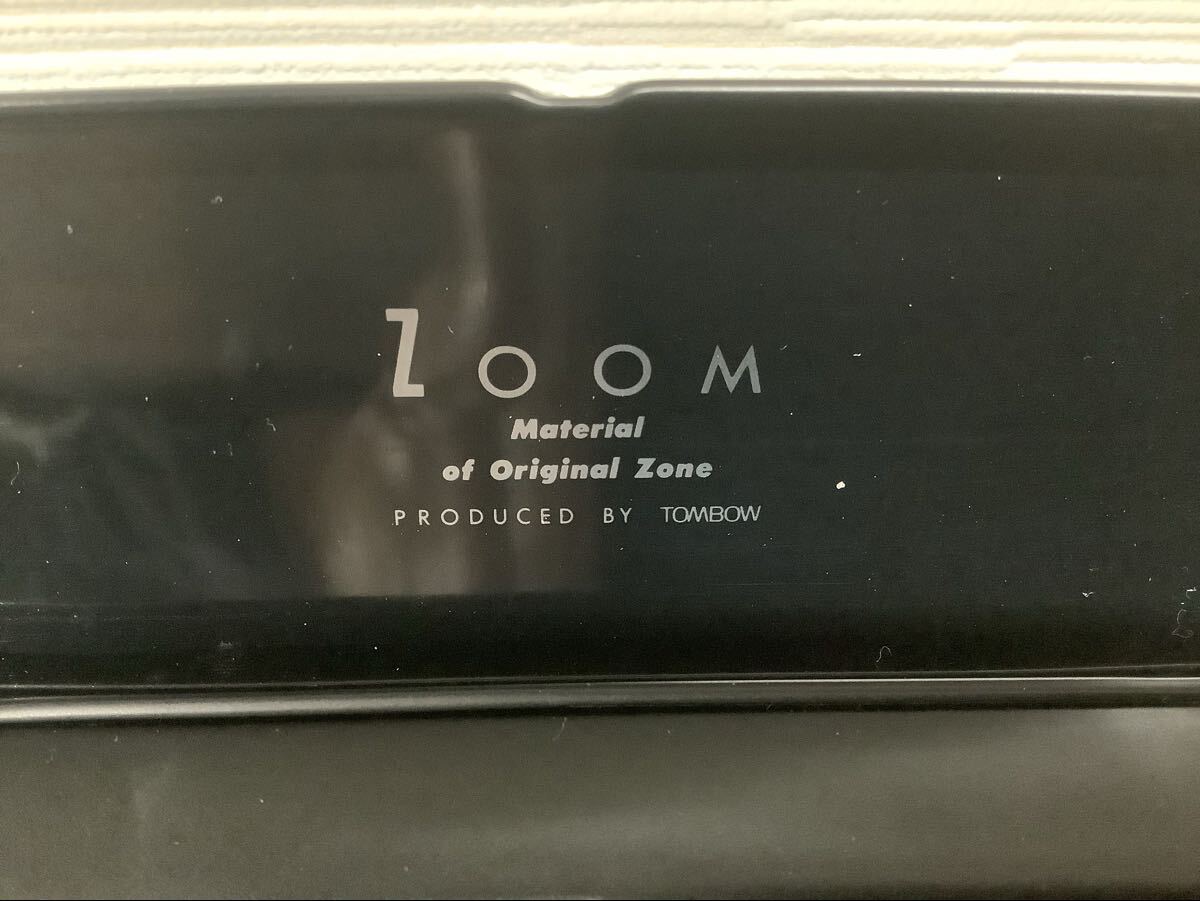 ZOOM
Material
of Original Zone
PRODUCED BY TOMBOW